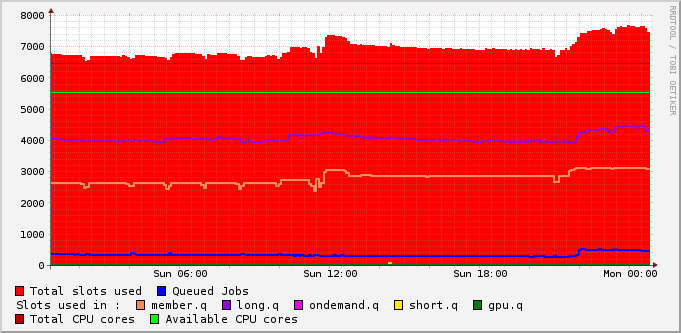 8000
7000
6000
5000
4000
3000
2000
1000
0
Sun 06:00 Sun 12:00 Sun 18:00 Mon 00:00
RRDTOOL / TOBI OETIKER
Total slots used Queued Jobs
Slots used in : member.q long.q ondemand.q short.q gpu.q
Total CPU cores Available CPU cores